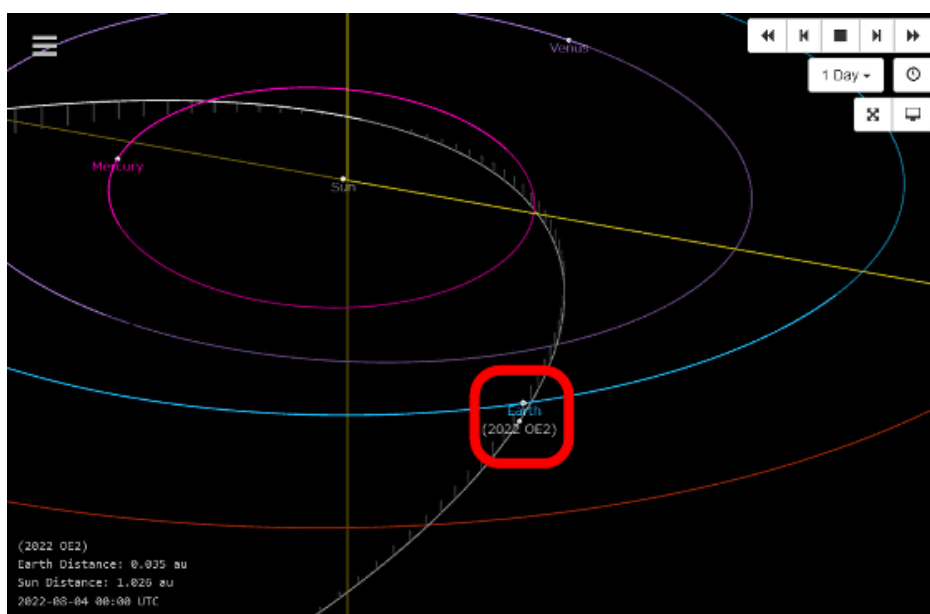 Venus
1 Day
Mercury
Sun
Earth
(2022 OE2)
(2022 OE2)
Earth Distance: 0.035 au
Sun Distance: 1.026 au
2022-08-04 00:00 UTC